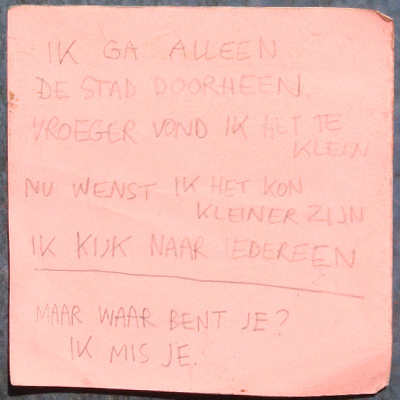 IK GA ALLEEN
DE STAD DOORHEEN.
VROEGER VOND IK HET TE
KLEIN
NU WENST IK HET KON
KLEINER ZIJN
IK KIJK NAAR IEDEREEN
MAAR WAAR BENT JE?
IK MIS JE.